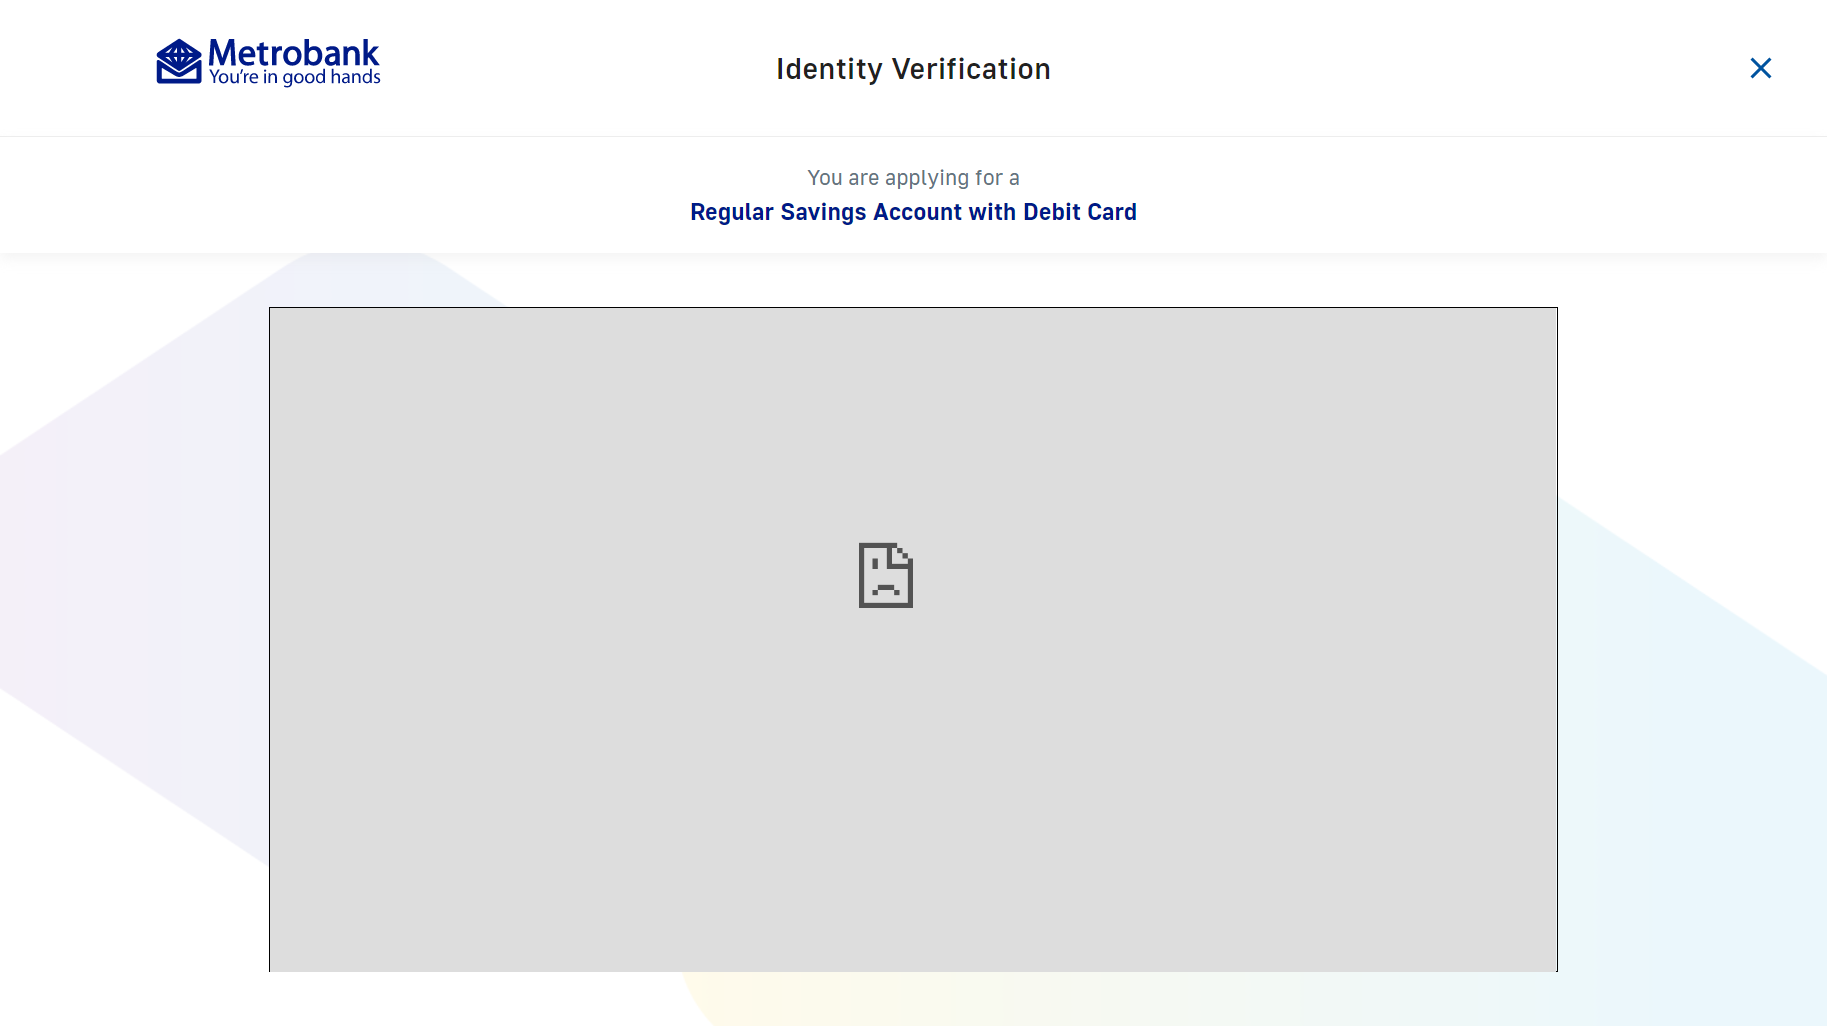 Metrobank
You're in good hands
Identity Verification
You are applying for a
Regular Savings Account with Debit Card